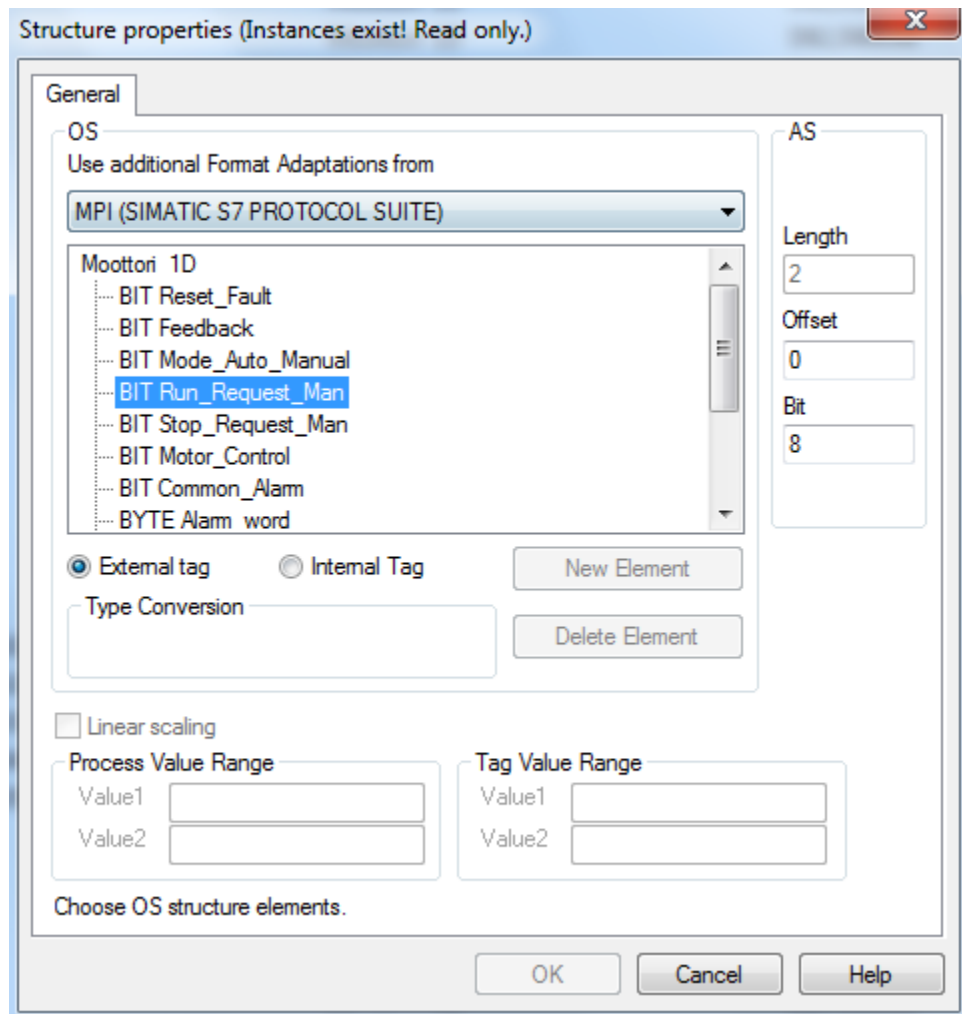 Structure properties (Instances exist! Read only.)
General
OS
Use additional Format Adaptations from
MPI (SIMATIC S7 PROTOCOL SUITE)
Moottori 1D
BIT Reset_Fault
BIT Feedback
BIT Mode_Auto_Manual
BIT Run_Request_Man
BIT Stop_Request_Man
BIT Motor_Control
BIT Common_Alarm
BYTE Alarm_word
External tag
Internal Tag
New Element
Type Conversion
Delete Element
AS
Length
2
Offset
0
Bit
8
Linear scaling
Process Value Range
Value1
Value2
Tag Value Range
Value1
Value2
Choose OS structure elements.
OK
Cancel
Help